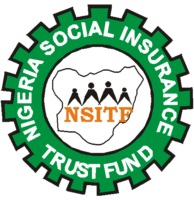 NIGERIA SOCIAL INSURANCE
TRUST FUND
NSITF